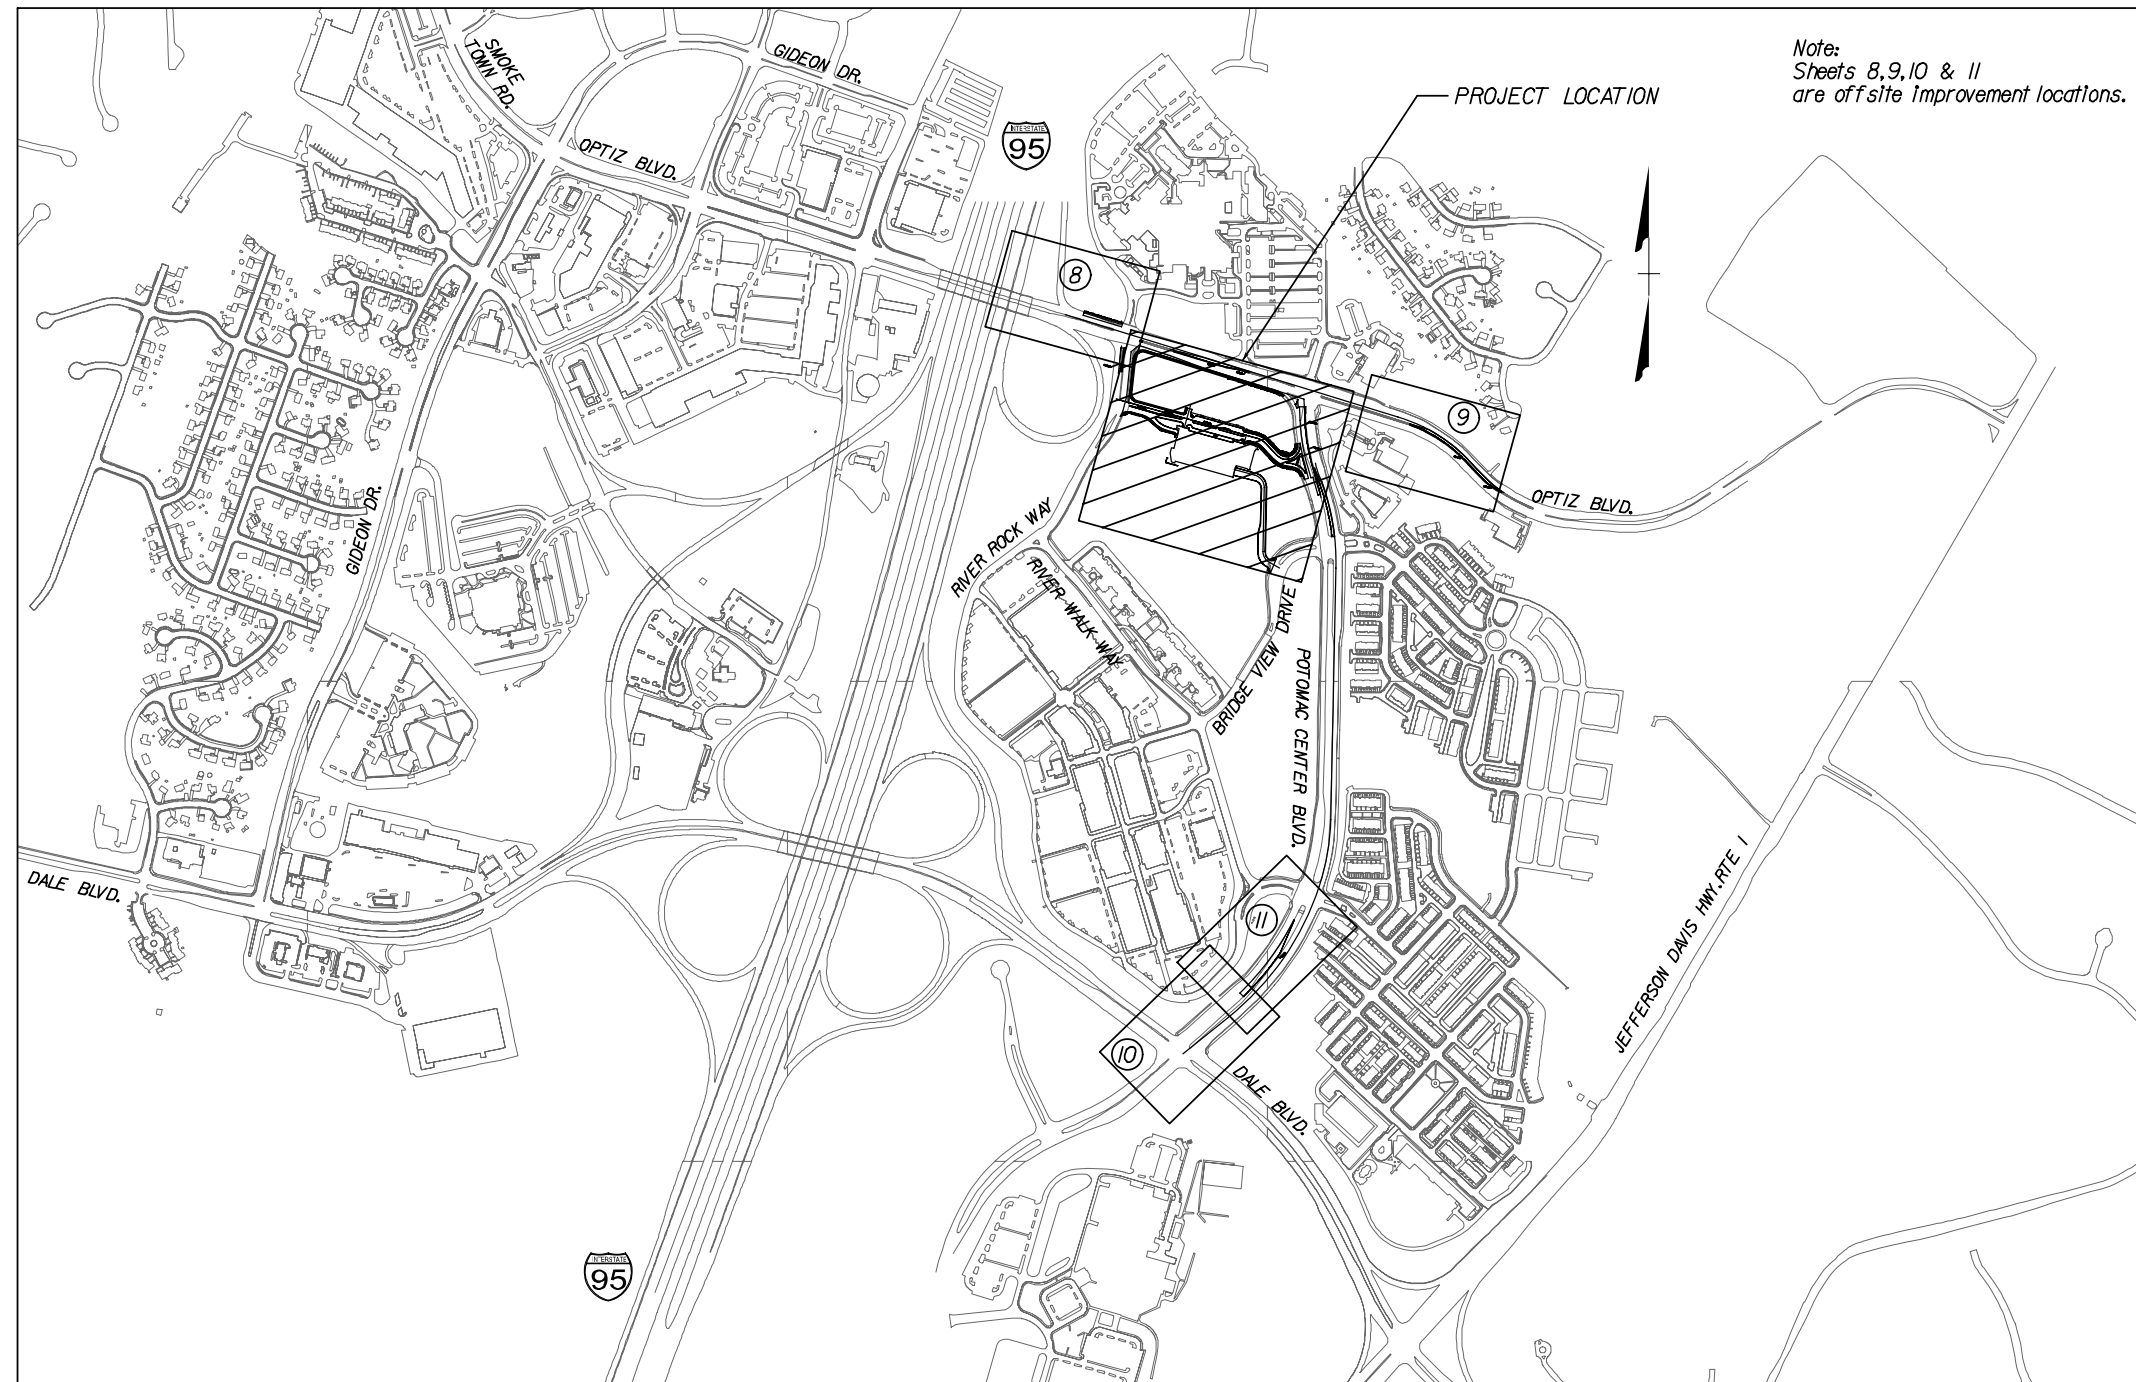 Note:
Sheets 8,9,10 & 11
are offsite improvement locations.
SMOKE
TOWN RD.
GIDEON DR.
PROJECT LOCATION
INTERSTATE
95
OPTIZ BLVD.
8
9
OPTIZ BLVD.
GIDEON DR.
RIVER ROCK WAY
RIVER WALK WAY
BRIDGE VIEW DRIVE
POTOMAC CENTER BLVD.
JEFFERSON DAVIS HWY.RTE 1
DALE BLVD.
11
10
DALE BLVD.
INTERSTATE
95